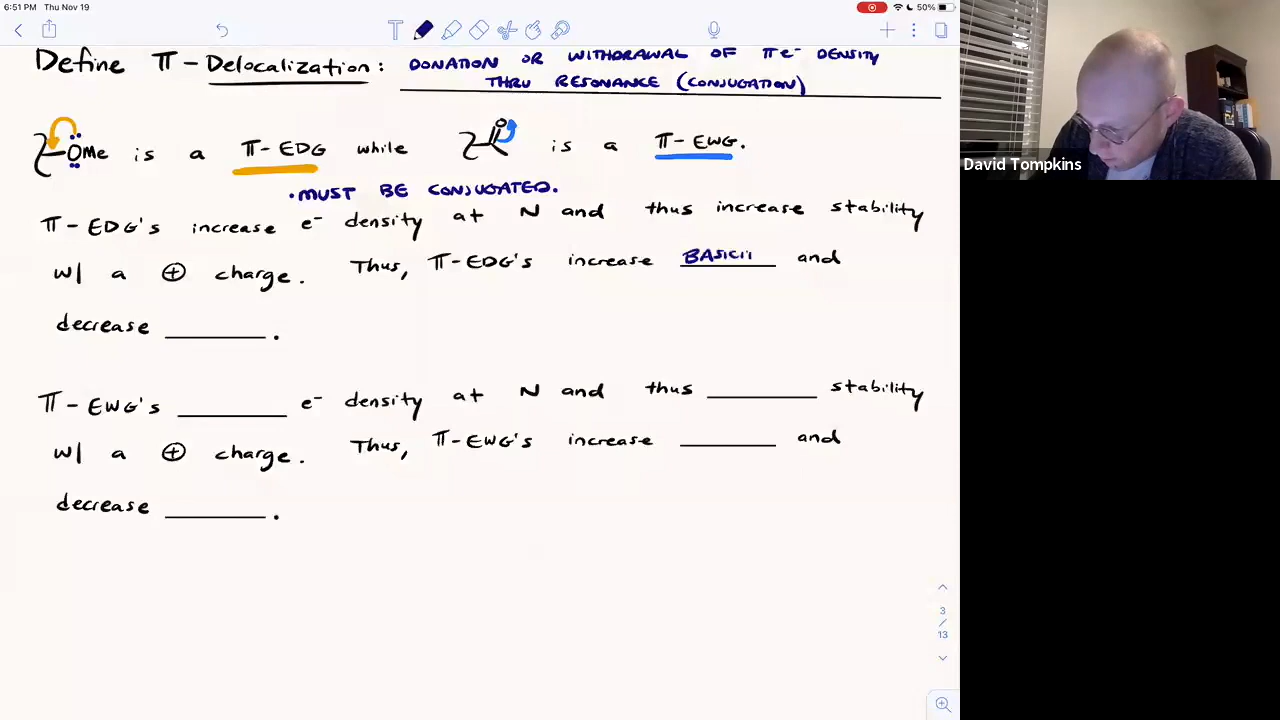 6:51 PM Thu Nov 19
50%
Define π-Delocalization: DONATION OR WITHDRAWAL OF πe⁻ DENSITY
THRU RESONANCE (CONJUGATION)
OMe is a π-EDG while O is a π-EWG.
• MUST BE CONJUGATED.
π-EDG's increase e⁻ density at N and thus increase stability
w/ a ⊕ charge. Thus, π-EDG's increase BASICI and
decrease ________.
π-EWG's ________ e⁻ density at N and thus ________ stability
w/ a ⊕ charge. Thus, π-EWG's increase ________ and
decrease ________.
3
/
13
David Tompkins